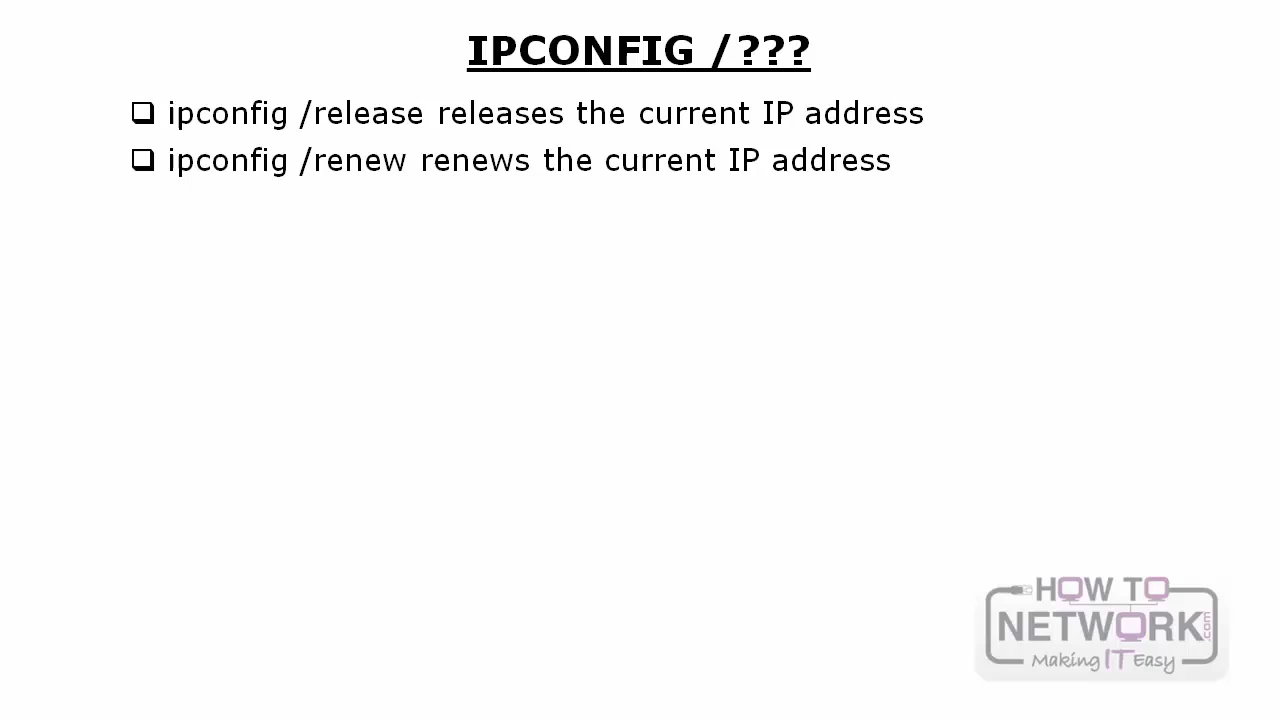 IPCONFIG /???
❑ ipconfig /release releases the current IP address
❑ ipconfig /renew renews the current IP address
HOW TO
NETWORK.com
Making IT Easy